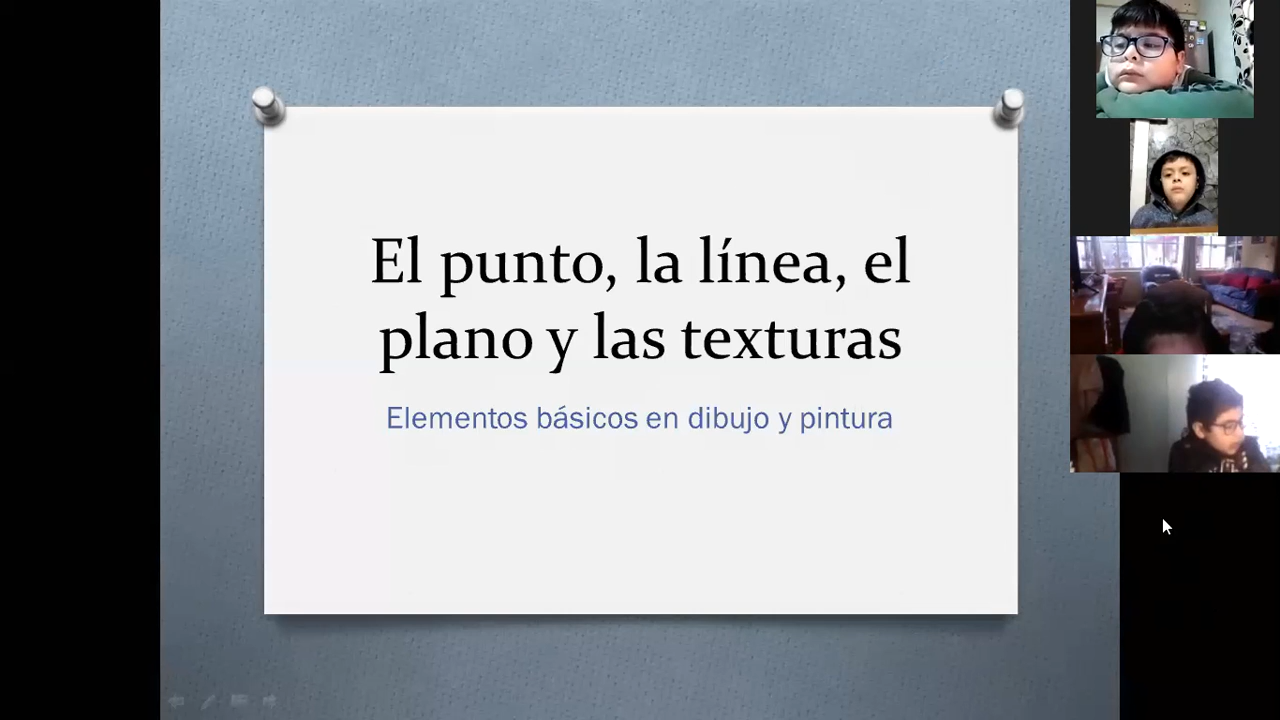 El punto, la línea, el
plano y las texturas
Elementos básicos en dibujo y pintura